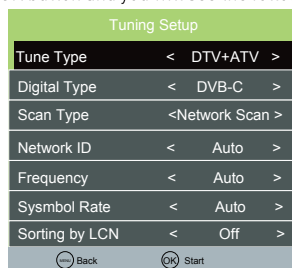 Tuning Setup
Tune Type < DTV+ATV >
Digital Type < DVB-C >
Scan Type <Network Scan >
Network ID < Auto >
Frequency < Auto >
Sysmbol Rate < Auto >
Sorting by LCN < Off >
MENU Back OK Start